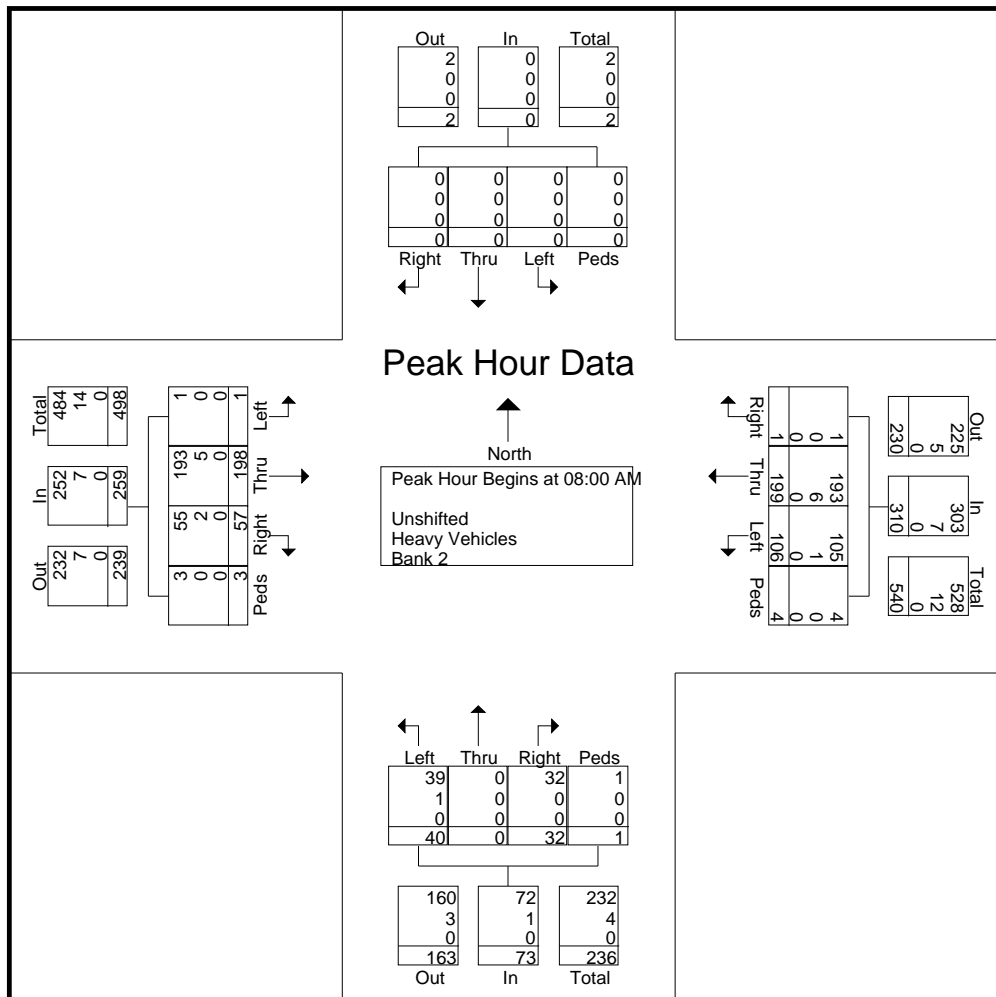 Out In Total
2 0 2
0 0 0
0 0 0
2 0 2
0 0 0 0
0 0 0 0
0 0 0 0
0 0 0 0
Right Thru Left Peds
Peak Hour Data
North
Peak Hour Begins at 08:00 AM
Unshifted
Heavy Vehicles
Bank 2
Total
484
14
0
498
In
252
7
0
259
Out
232
7
0
239
1 0 0 1 Left
193 5 0 198 Thru
55 2 0 57 Right
3 0 0 3 Peds
Right 1 0 0 1
Thru 193 6 0 199
Left 105 1 0 106
Peds 4 0 0 4
Out
225
5
0
230
In
303
7
0
310
Total
528
12
0
540
Left Thru Right Peds
39 0 32 1
1 0 0 0
0 0 0 0
40 0 32 1
160 72 232
3 1 4
0 0 0
163 73 236
Out In Total